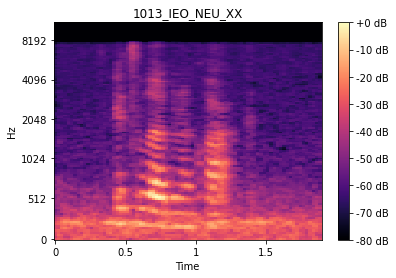 1013_IEO_NEU_XX
+0 dB
8192
-10 dB
4096
-20 dB
-30 dB
2048
Hz
-40 dB
1024
-50 dB
512
-60 dB
-70 dB
0
-80 dB
0 0.5 1 1.5
Time